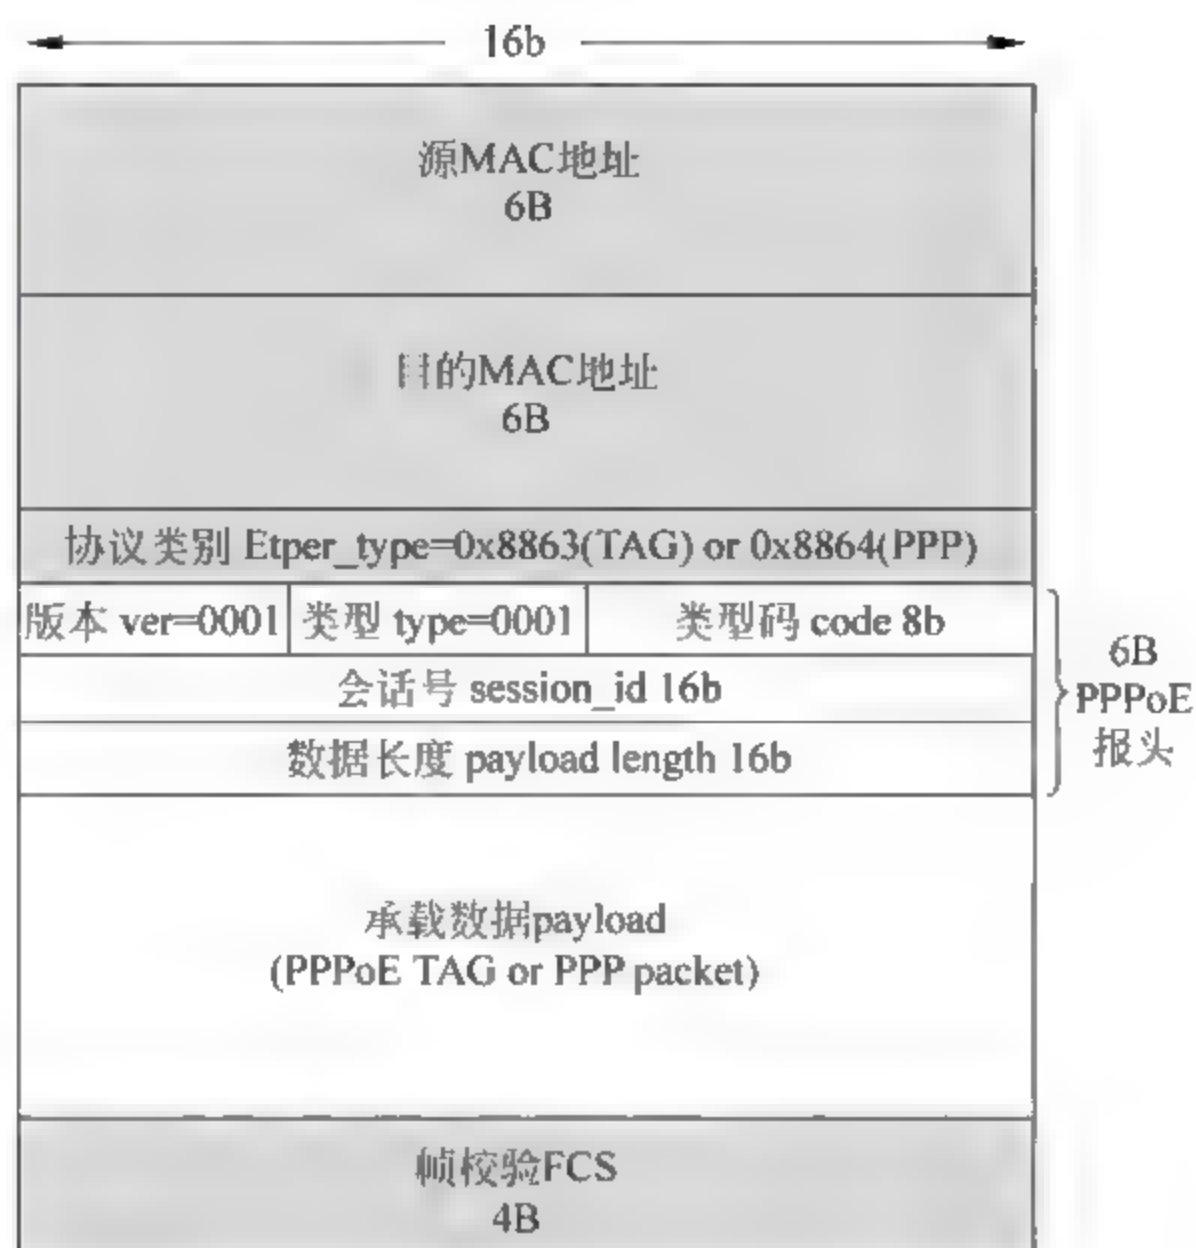 16b
源MAC地址
6B
目的MAC地址
6B
协议类别 Etper_type=0x8863(TAG) or 0x8864(PPP)
版本 ver=0001 类型 type=0001 类型码 code 8b
会话号 session_id 16b
数据长度 payload length 16b
6B
PPPoE
报头
承载数据payload
(PPPoE TAG or PPP packet)
帧校验FCS
4B